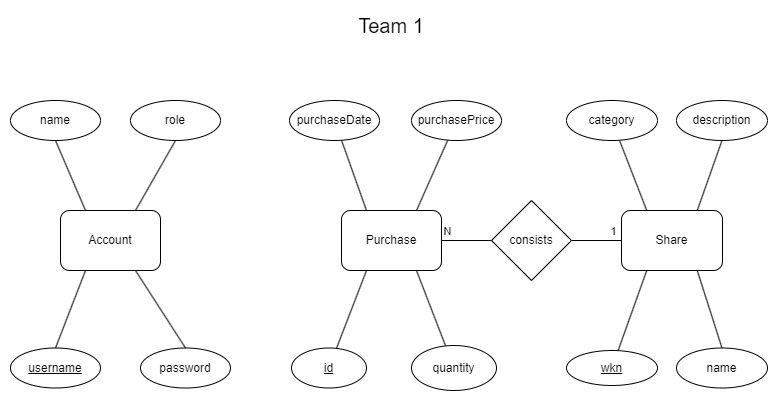 Team 1
name
role
purchaseDate
purchasePrice
category
description
Account
Purchase
N
consists
1
Share
username
password
id
quantity
wkn
name